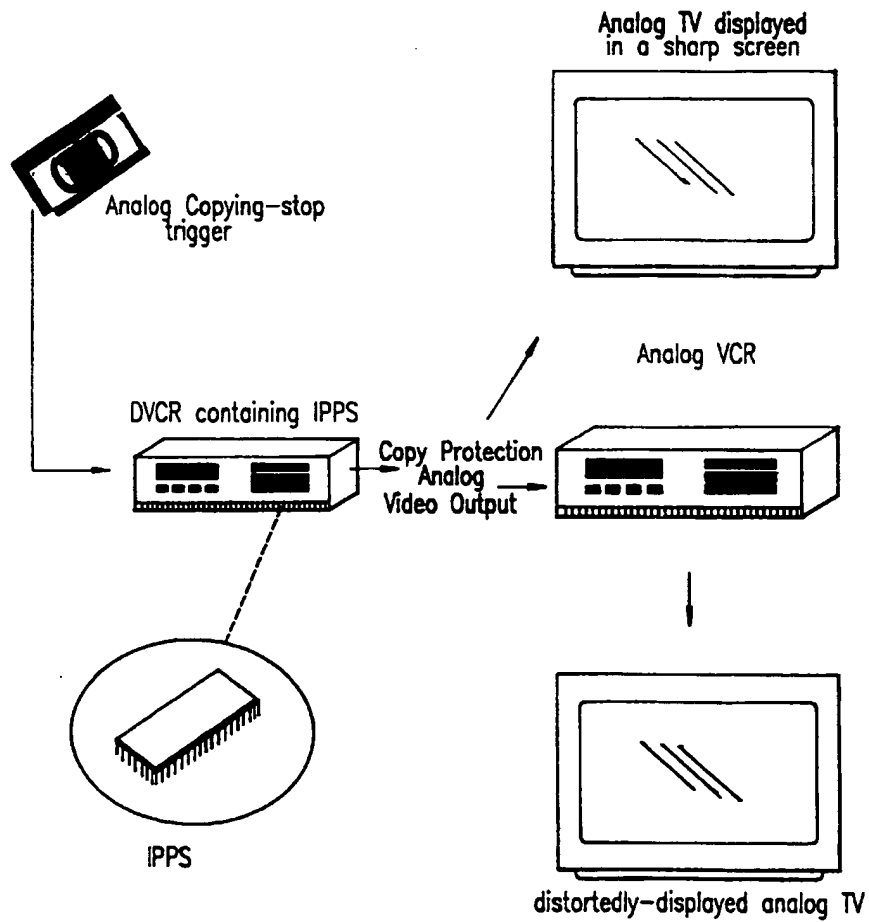 Analog TV displayed
in a sharp screen
Analog Copying-stop
trigger
Analog VCR
DVCR containing IPPS
Copy Protection
Analog
Video Output
IPPS
distortedly-displayed analog TV